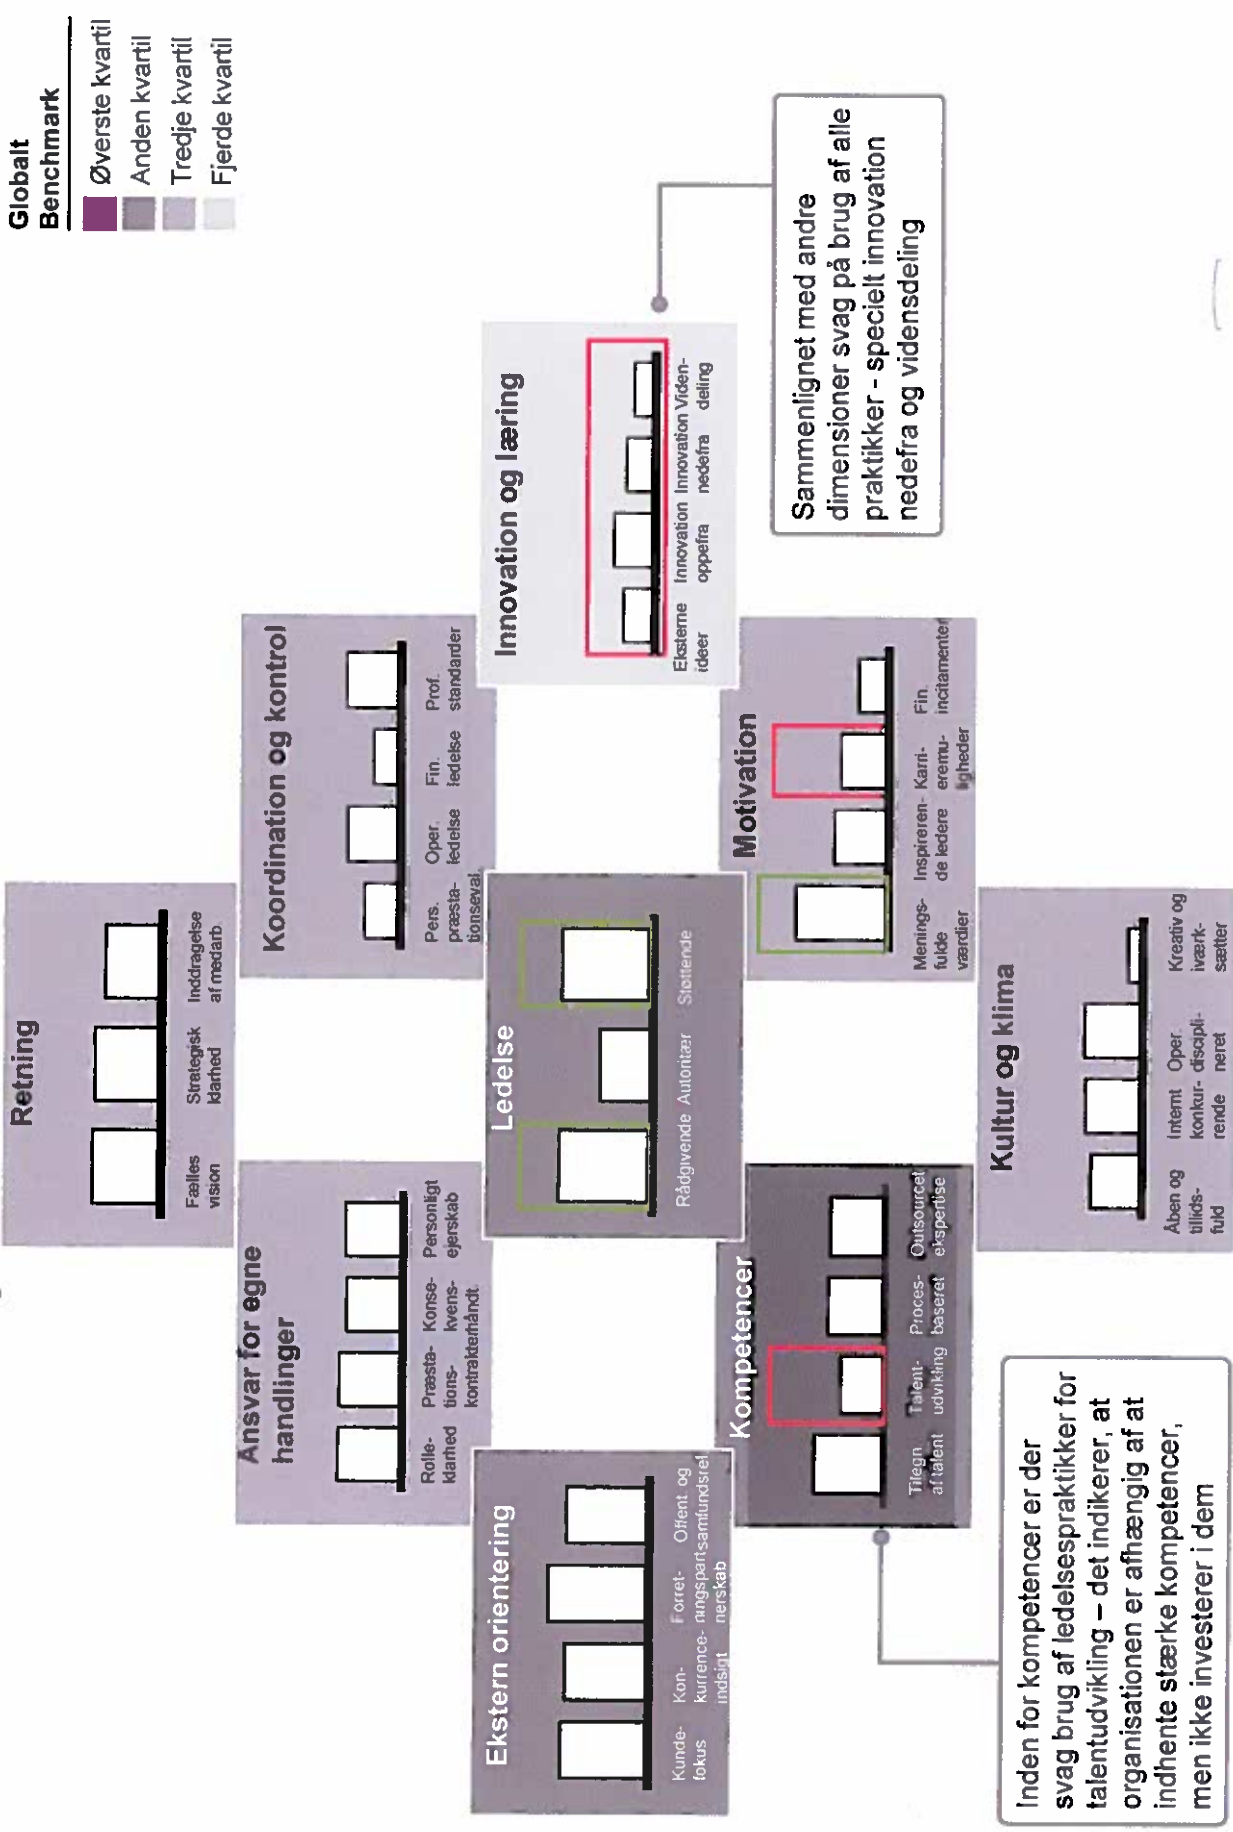 Globalt
Benchmark
Øverste kvartil
Anden kvartil
Tredje kvartil
Fjerde kvartil
Retning
Fælles
vision
Strategisk
klarhed
Inddragelse
af medarb.
Ansvar for egne
handlinger
Rolle-
klarhed
Præsta-
tions-
kontrakter
Konse-
kvens-
håndt.
Personligt
ejerskab
Koordination og kontrol
Pers.
præsta-
tionseval.
Oper.
ledelse
Fin.
ledelse
Prof.
standarder
Ekstern orientering
Kunde-
fokus
Kon-
kurrence-
indsigt
Forret-
ningspart
nerskab
Offent. og
samfundsrel
Ledelse
Rådgivende
Autoritær
Støttende
Innovation og læring
Eksterne
ideer
Innovation
oppefra
Innovation
nedefra
Viden-
deling
Kompetencer
Tilegn
af talent
Talent-
udvikling
Proces-
baseret
Outsourcet
ekspertise
Motivation
Menings-
fulde
værdier
Inspireren-
de ledere
Karri-
eremu-
ligheder
Fin.
incitamenter
Kultur og klima
Åben og
tillids-
fuld
Internt
konkur-
rende
Oper.
discipli-
neret
Kreativ og
iværk-
sætter
Sammenlignet med andre
dimensioner svag på brug af alle
praktikker - specielt innovation
nedefra og vidensdeling
Inden for kompetencer er der
svag brug af ledelsespraktikker for
talentudvikling – det indikerer, at
organisationen er afhængig af at
indhente stærke kompetencer,
men ikke investerer i dem